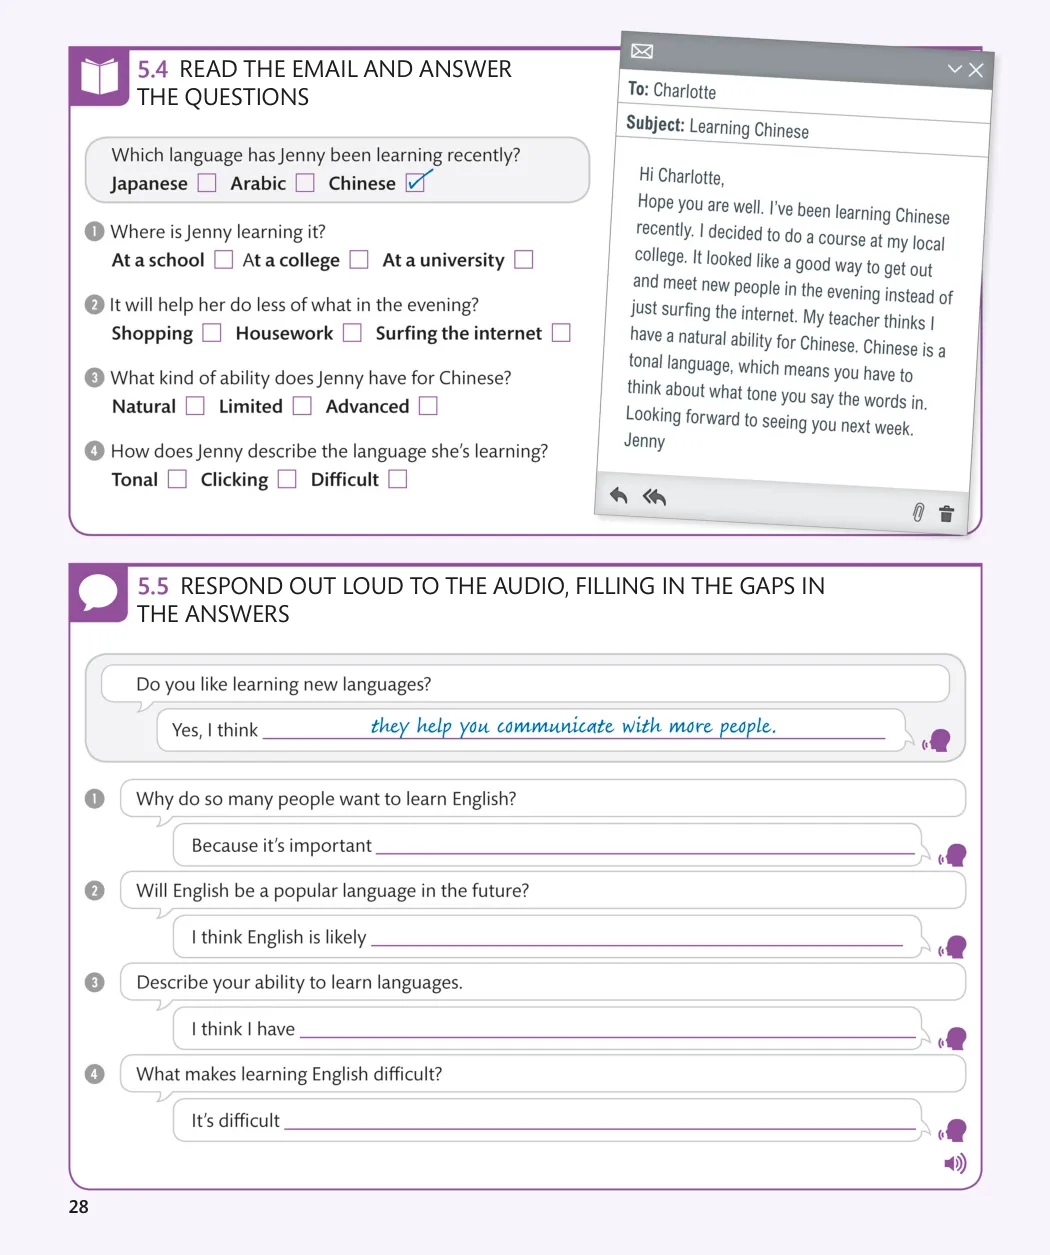 5.4 READ THE EMAIL AND ANSWER
THE QUESTIONS
Which language has Jenny been learning recently?
Japanese Arabic Chinese
1 Where is Jenny learning it?
At a school At a college At a university
2 It will help her do less of what in the evening?
Shopping Housework Surfing the internet
3 What kind of ability does Jenny have for Chinese?
Natural Limited Advanced
4 How does Jenny describe the language she's learning?
Tonal Clicking Difficult
To: Charlotte
Subject: Learning Chinese
Hi Charlotte,
Hope you are well. I've been learning Chinese
recently. I decided to do a course at my local
college. It looked like a good way to get out
and meet new people in the evening instead of
just surfing the internet. My teacher thinks I
have a natural ability for Chinese. Chinese is a
tonal language, which means you have to
think about what tone you say the words in.
Looking forward to seeing you next week.
Jenny
5.5 RESPOND OUT LOUD TO THE AUDIO, FILLING IN THE GAPS IN
THE ANSWERS
Do you like learning new languages?
Yes, I think they help you communicate with more people.
1 Why do so many people want to learn English?
Because it's important
2 Will English be a popular language in the future?
I think English is likely
3 Describe your ability to learn languages.
I think I have
4 What makes learning English difficult?
It's difficult
28